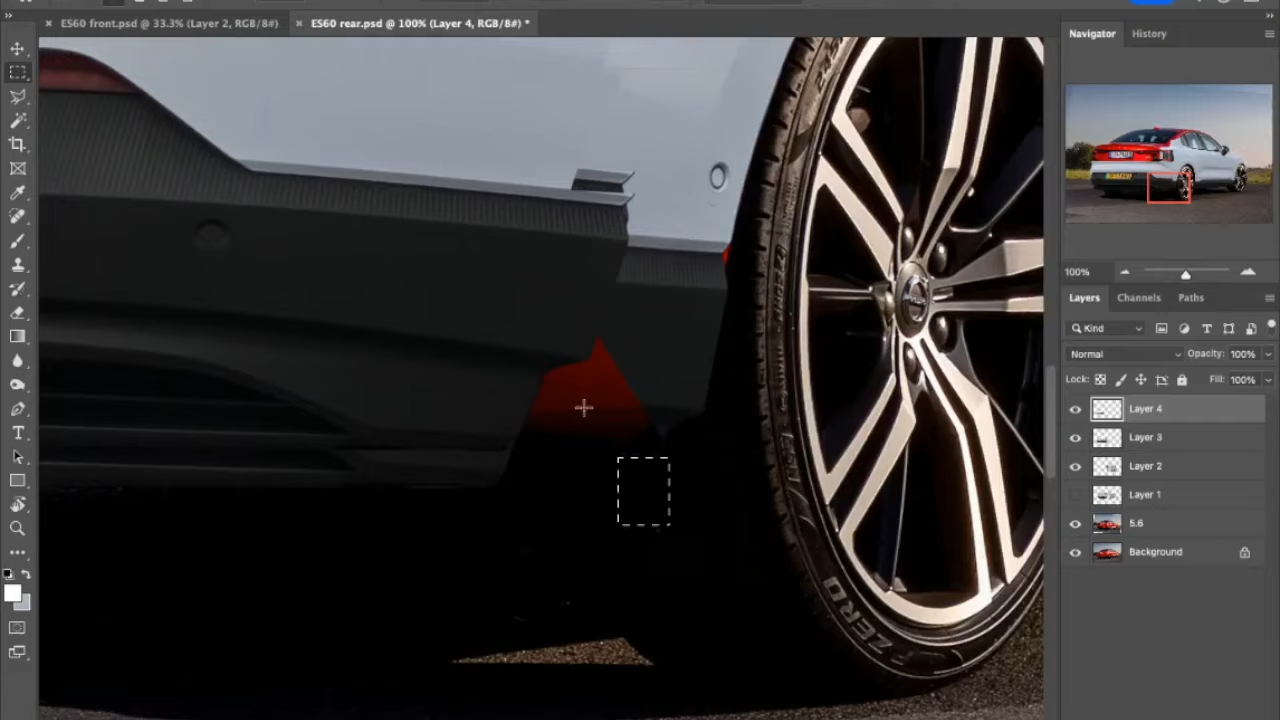 ES60 front.psd @ 33.3% (Layer 2, RGB/8#)
ES60 rear.psd @ 100% (Layer 4, RGB/8#) *
Navigator
History
100%
Layers
Channels
Paths
Kind
Normal
Opacity: 100%
Lock:
Fill: 100%
Layer 4
Layer 3
Layer 2
Layer 1
5.6
Background
ZERO